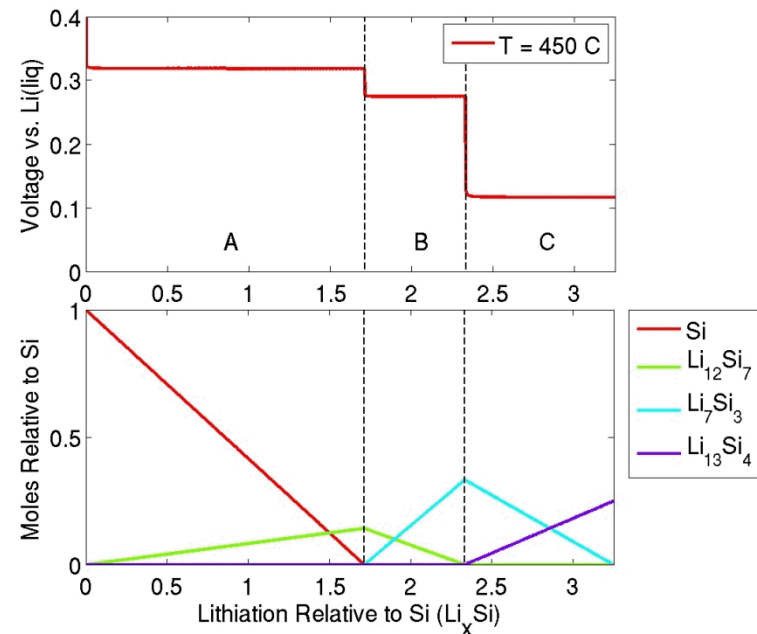 0.4
0.3
0.2
0.1
0
Voltage vs. Li(liq)
T = 450 C
A
B
C
0 0.5 1 1.5 2 2.5 3
1
0.5
0
Moles Relative to Si
0 0.5 1 1.5 2 2.5 3
Lithiation Relative to Si (LiₓSi)
Si
Li₁₂Si₇
Li₇Si₃
Li₁₃Si₄